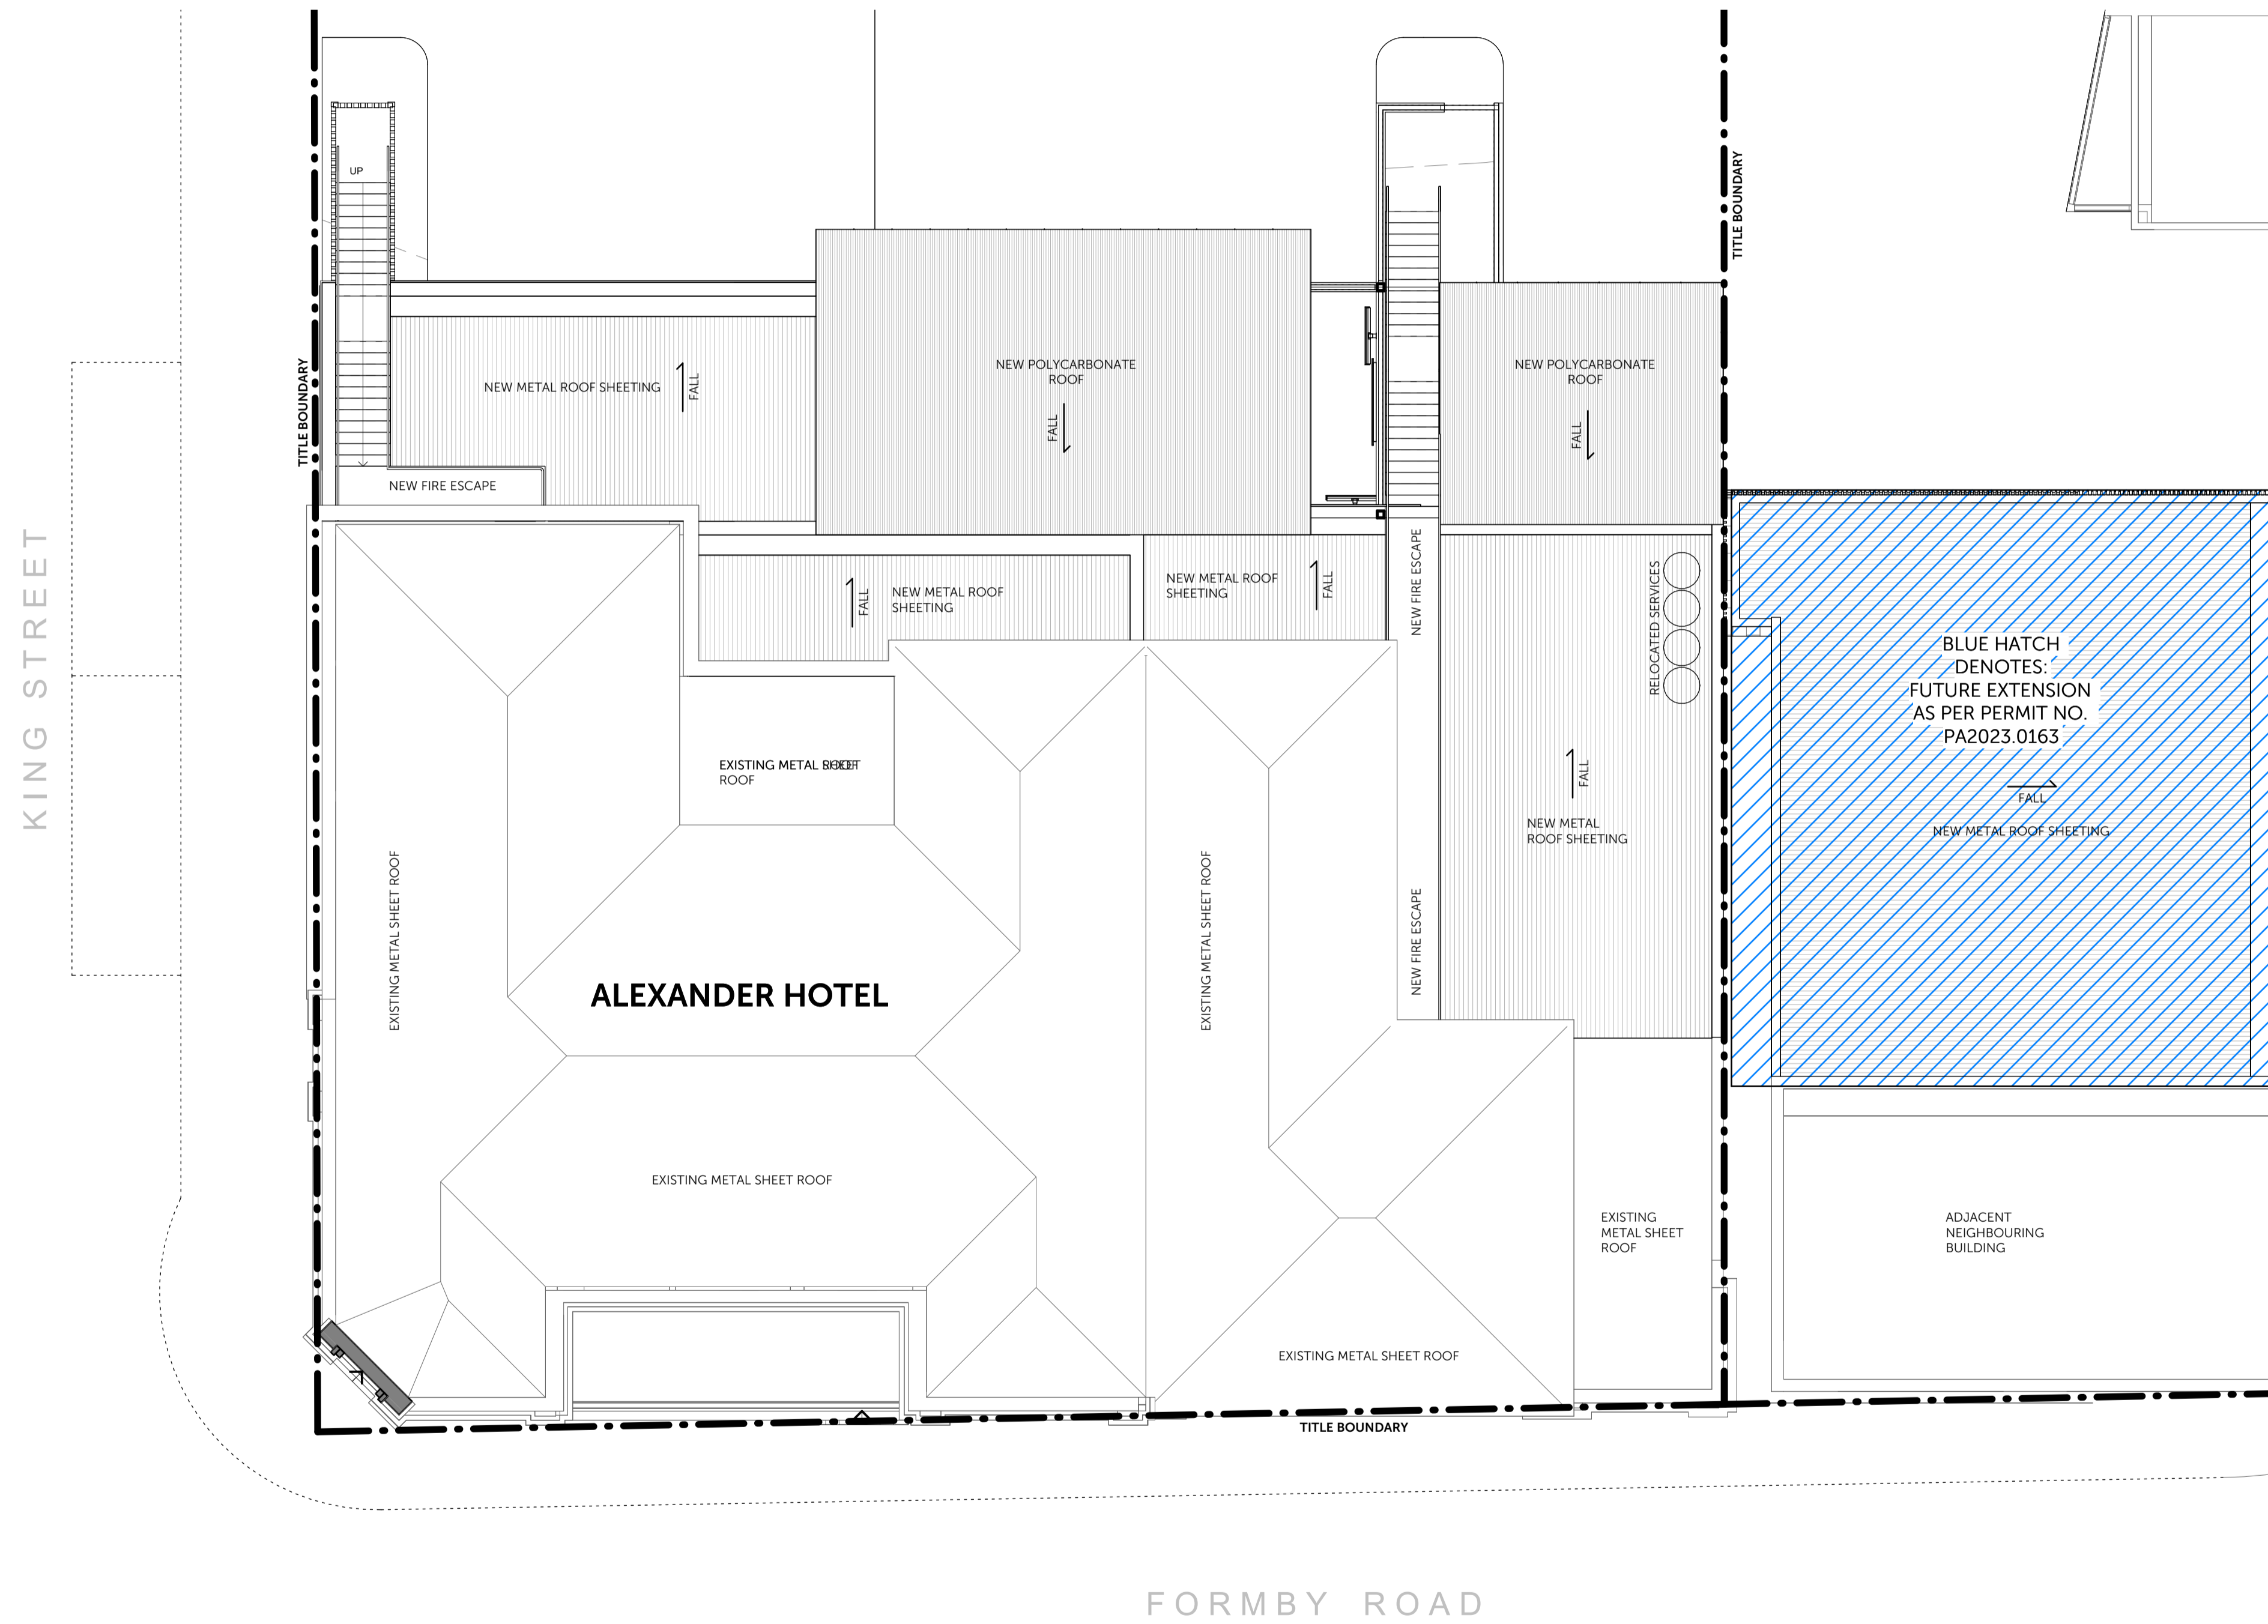 UP
TITLE BOUNDARY
TITLE BOUNDARY
NEW METAL ROOF SHEETING
FALL
NEW POLYCARBONATE
ROOF
FALL
NEW POLYCARBONATE
ROOF
FALL
NEW FIRE ESCAPE
KING STREET
NEW METAL ROOF
SHEETING
FALL
NEW METAL ROOF
SHEETING
FALL
NEW FIRE ESCAPE
RELOCATED SERVICES
BLUE HATCH
DENOTES:
FUTURE EXTENSION
AS PER PERMIT NO.
PA2023.0163
FALL
NEW METAL ROOF SHEETING
EXISTING METAL
ROOF
FALL
NEW METAL
ROOF SHEETING
EXISTING METAL SHEET ROOF
EXISTING METAL SHEET ROOF
NEW FIRE ESCAPE
ALEXANDER HOTEL
EXISTING METAL SHEET ROOF
EXISTING
METAL SHEET
ROOF
ADJACENT
NEIGHBOURING
BUILDING
EXISTING METAL SHEET ROOF
TITLE BOUNDARY
FORMBY ROAD